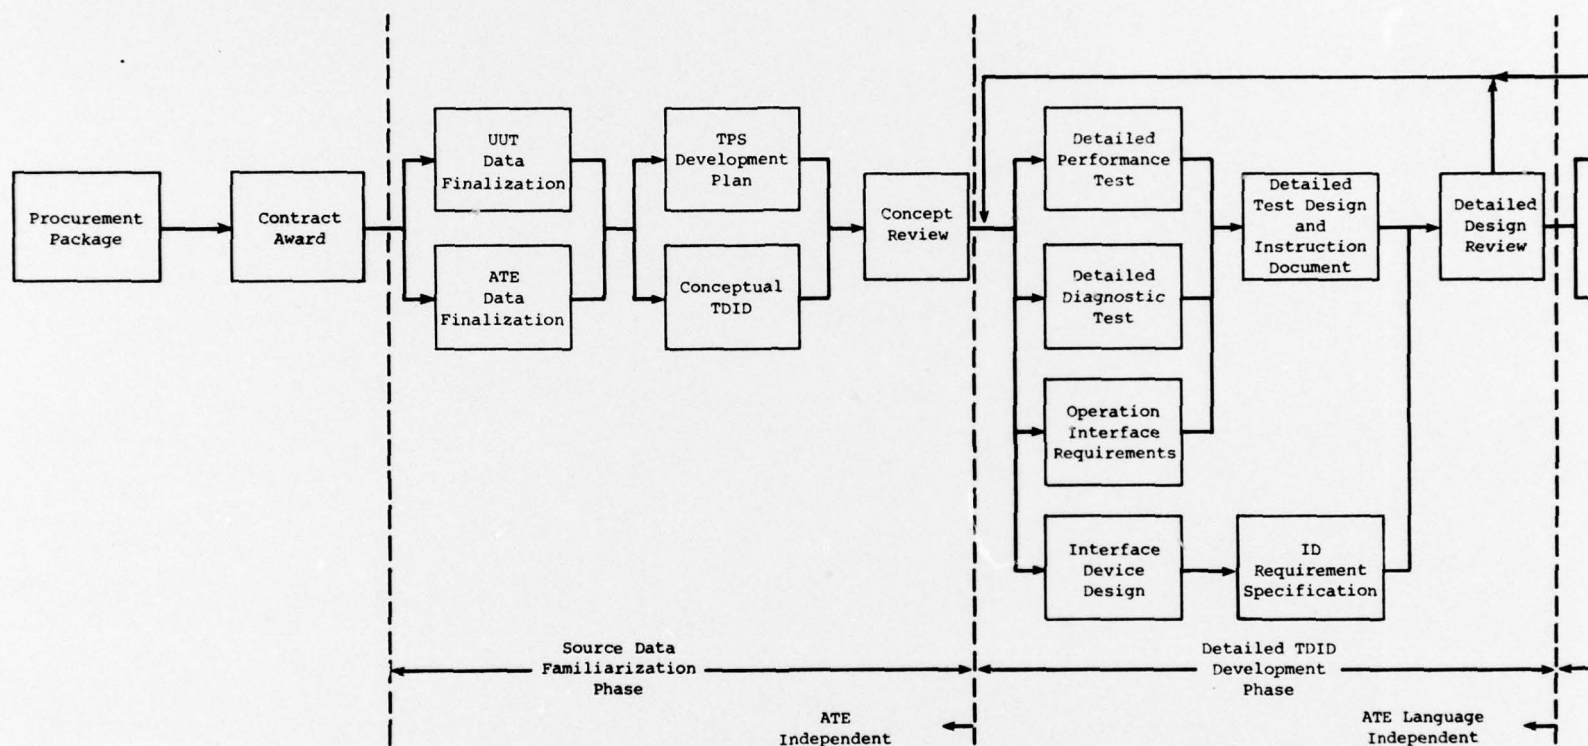 Procurement
Package
Contract
Award
UUT
Data
Finalization
ATE
Data
Finalization
TPS
Development
Plan
Conceptual
TDID
Concept
Review
Detailed
Performance
Test
Detailed
Diagnostic
Test
Operation
Interface
Requirements
Interface
Device
Design
Detailed
Test Design
and
Instruction
Document
ID
Requirement
Specification
Detailed
Design
Review
Source Data
Familiarization
Phase
Detailed TDID
Development
Phase
ATE
Independent
ATE Language
Independent